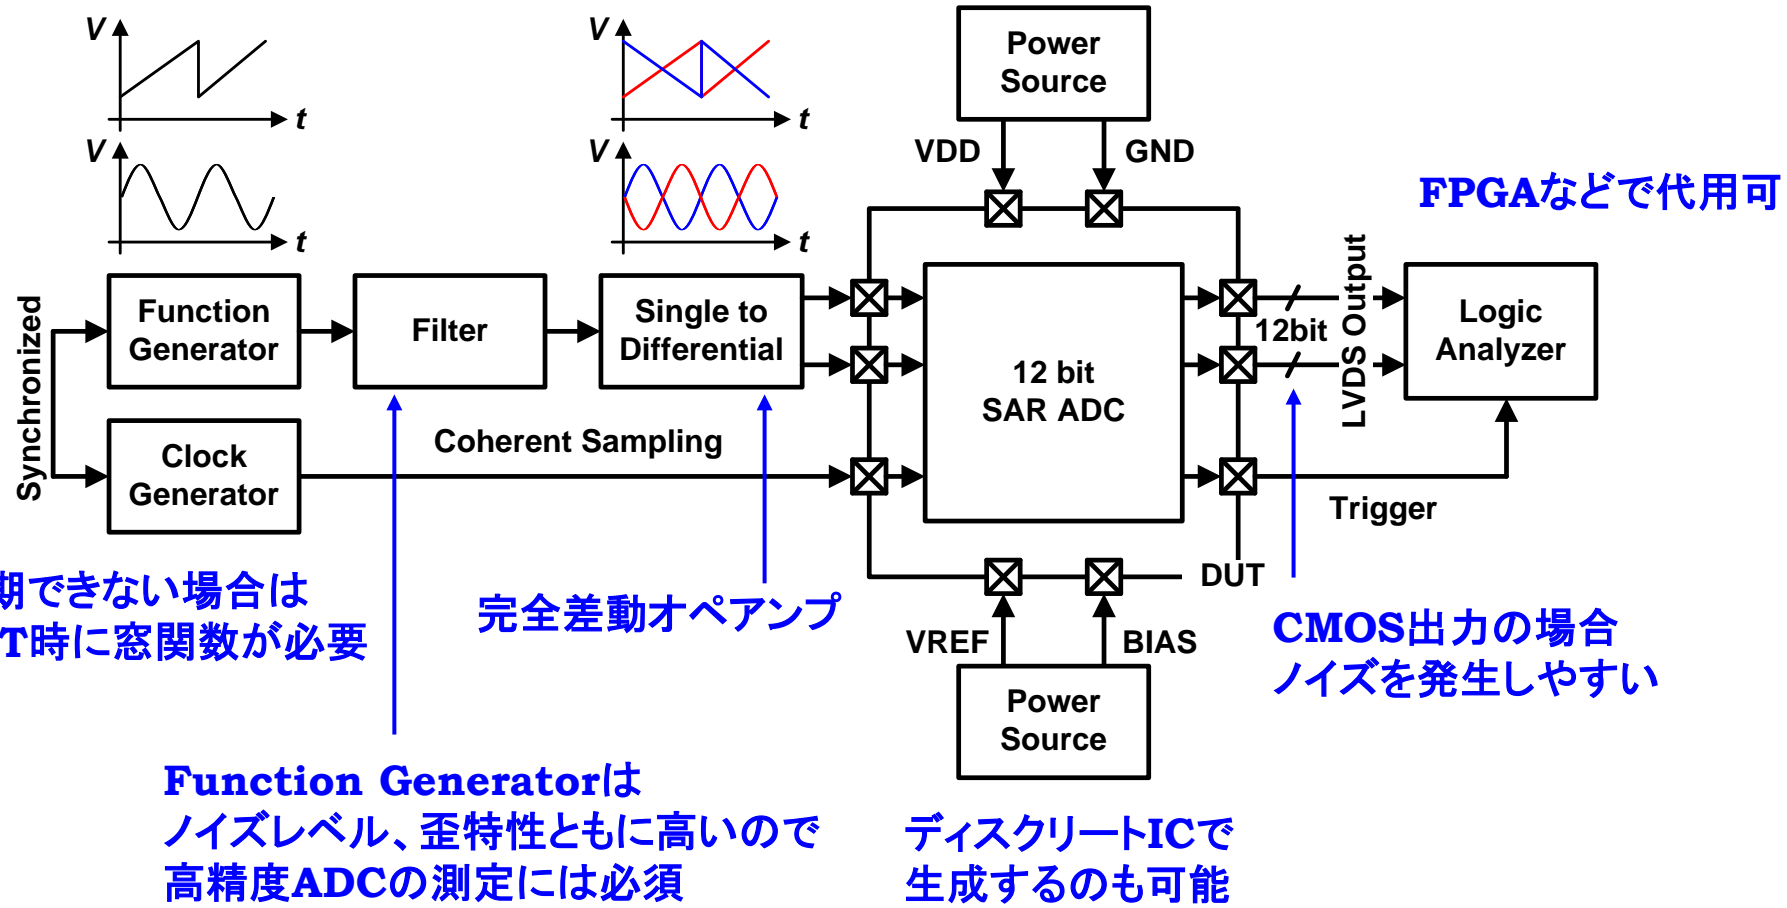 V
t
V
t
V
t
V
t
Power
Source
VDD
GND
FPGAなどで代用可
Synchronized
Function
Generator
Filter
Single to
Differential
12 bit
SAR ADC
12bit
LVDS Output
Logic
Analyzer
Clock
Generator
Coherent Sampling
Trigger
DUT
期できない場合は
T時に窓関数が必要
完全差動オペアンプ
VREF
BIAS
Power
Source
CMOS出力の場合
ノイズを発生しやすい
Function Generatorは
ノイズレベル、歪特性ともに高いので
高精度ADCの測定には必須
ディスクリートICで
生成するのも可能